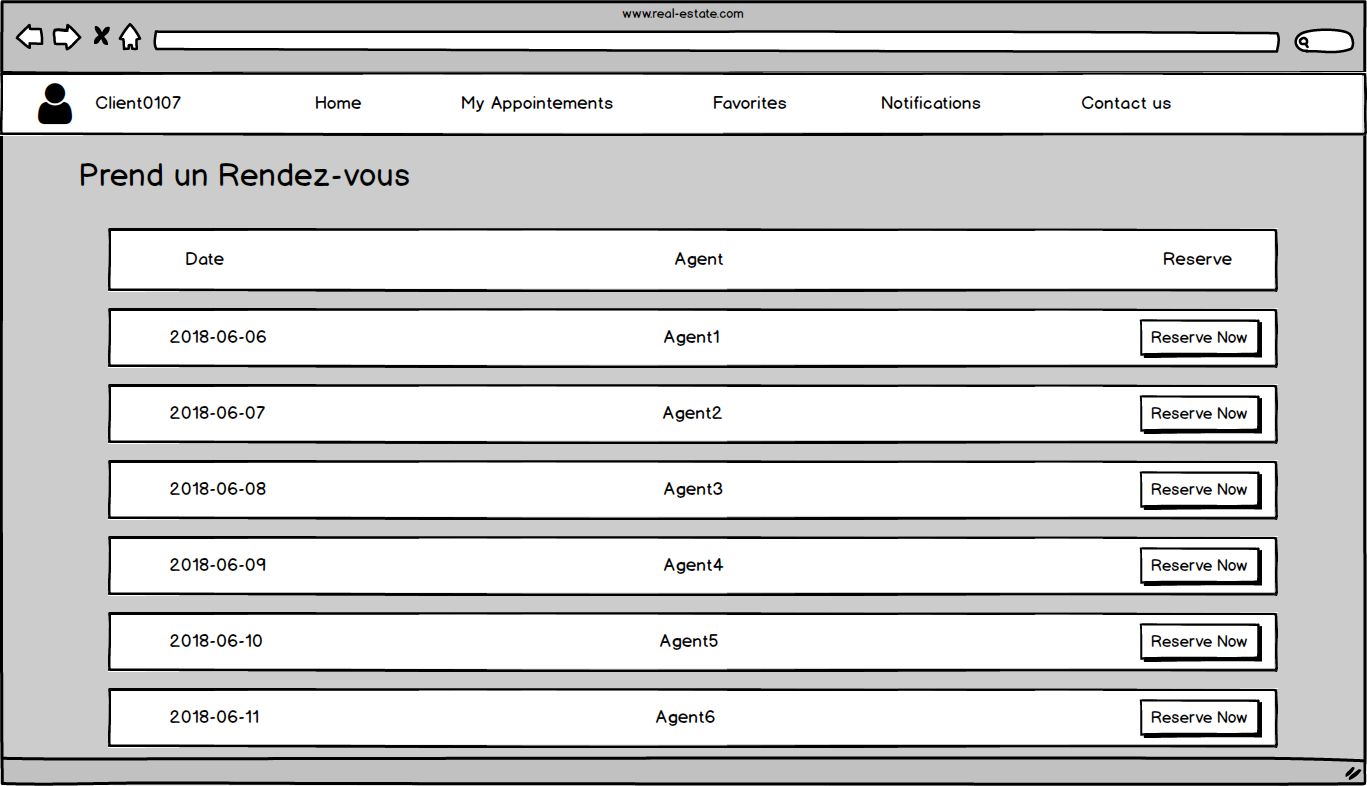 www.real-estate.com
Client0107 Home My Appointements Favorites Notifications Contact us
Prend un Rendez-vous
Date Agent Reserve
2018-06-06 Agent1 Reserve Now
2018-06-07 Agent2 Reserve Now
2018-06-08 Agent3 Reserve Now
2018-06-09 Agent4 Reserve Now
2018-06-10 Agent5 Reserve Now
2018-06-11 Agent6 Reserve Now